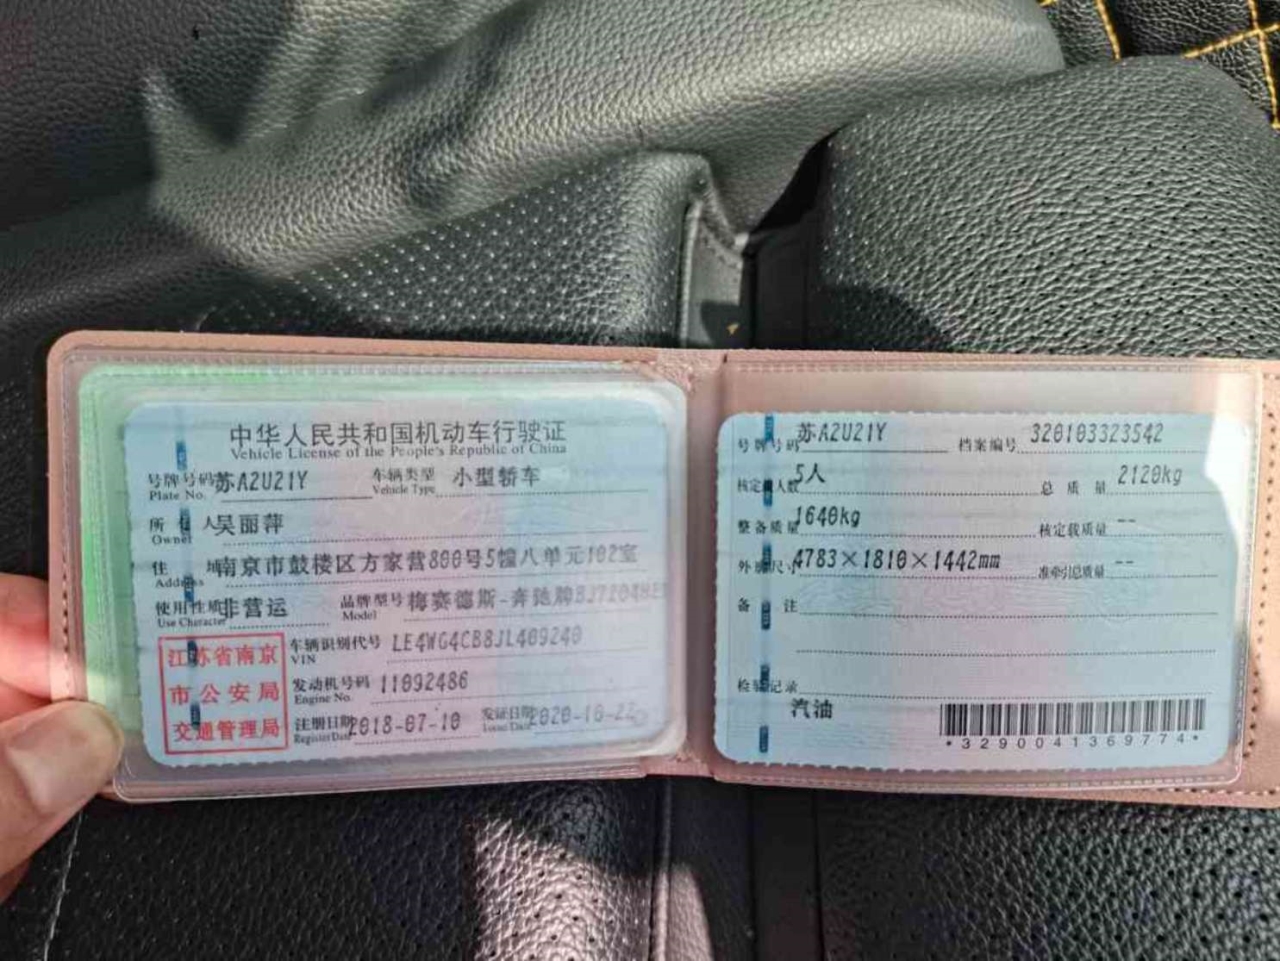 中华人民共和国机动车行驶证
Vehicle License of the People's Republic of China
号牌号码 苏A2U21Y 车辆类型 小型轿车
Plate No. Vehicle Type
所有人 吴丽萍
Owner
住址 南京市鼓楼区方家营800号5幢八单元102室
Address
使用性质 非营运 品牌型号 梅赛德斯-奔驰牌
Use Character Model
江苏省南京
市公安局
交通管理局
车辆识别代号 LE4WG4CB8JL409240
VIN
发动机号码 11092486
Engine No.
注册日期 2018-07-10 发证日期
Register Date Issue Date
号牌号码 苏A2U21Y 档案编号 320103323542
核定载人数 5人 总质量 2120kg
整备质量 1640kg 核定载质量 --
外廓尺寸 4783×1810×1442mm 准牵引总质量 --
备注
检验记录
汽油
*3290041369774*